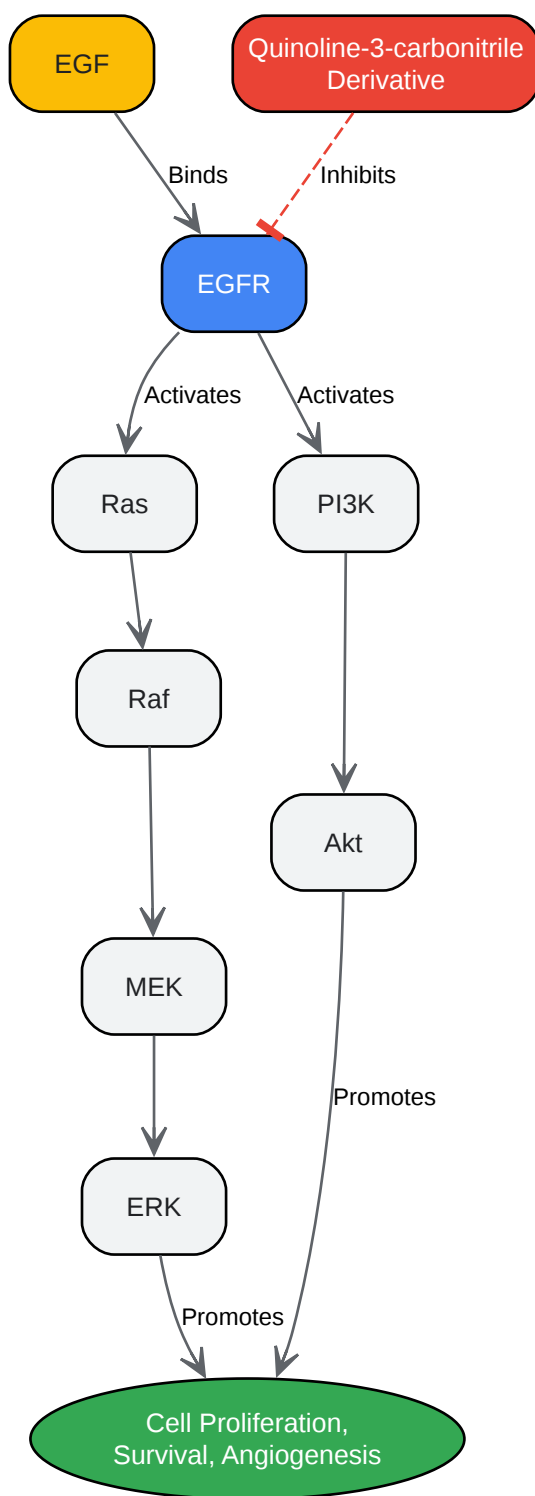 EGF
Quinoline-3-carbonitrile
Derivative
Binds
Inhibits
EGFR
Activates
Activates
Ras
PI3K
Raf
Akt
MEK
Promotes
ERK
Promotes
Cell Proliferation,
Survival, Angiogenesis